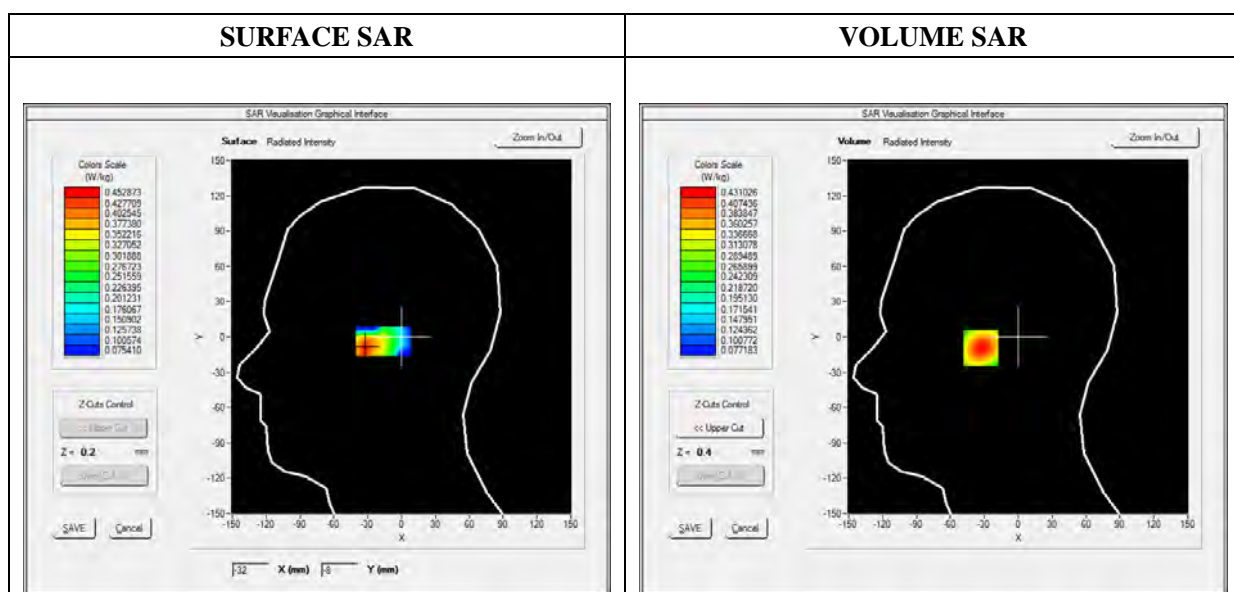 SURFACE SAR
VOLUME SAR
SAR Visualisation Graphical Interface
Surface Radiated Intensity
Zoom In/Out
Colors Scale
(W/kg)
0.452873
0.427709
0.402545
0.377380
0.352216
0.327052
0.301888
0.276723
0.251559
0.226395
0.201231
0.176067
0.150902
0.125738
0.100574
0.075410
150
120
90
60
30
0
-30
-60
-90
-120
-150
Y
-150 -120 -90 -60 -30 0 30 60 90 120 150
X
Z-Cuts Control
<< Upper Cut
Z = 0.2 mm
SAVE Cancel
-32 X (mm) -8 Y (mm)
SAR Visualisation Graphical Interface
Volume Radiated Intensity
Zoom In/Out
Colors Scale
(W/kg)
0.431026
0.407436
0.383847
0.360257
0.336668
0.313078
0.289489
0.265899
0.242309
0.218720
0.195130
0.171541
0.147951
0.124362
0.100772
0.077183
150
120
90
60
30
0
-30
-60
-90
-120
-150
Y
-150 -120 -90 -60 -30 0 30 60 90 120 150
X
Z-Cuts Control
<< Upper Cut
Z = 0.4 mm
SAVE Cancel